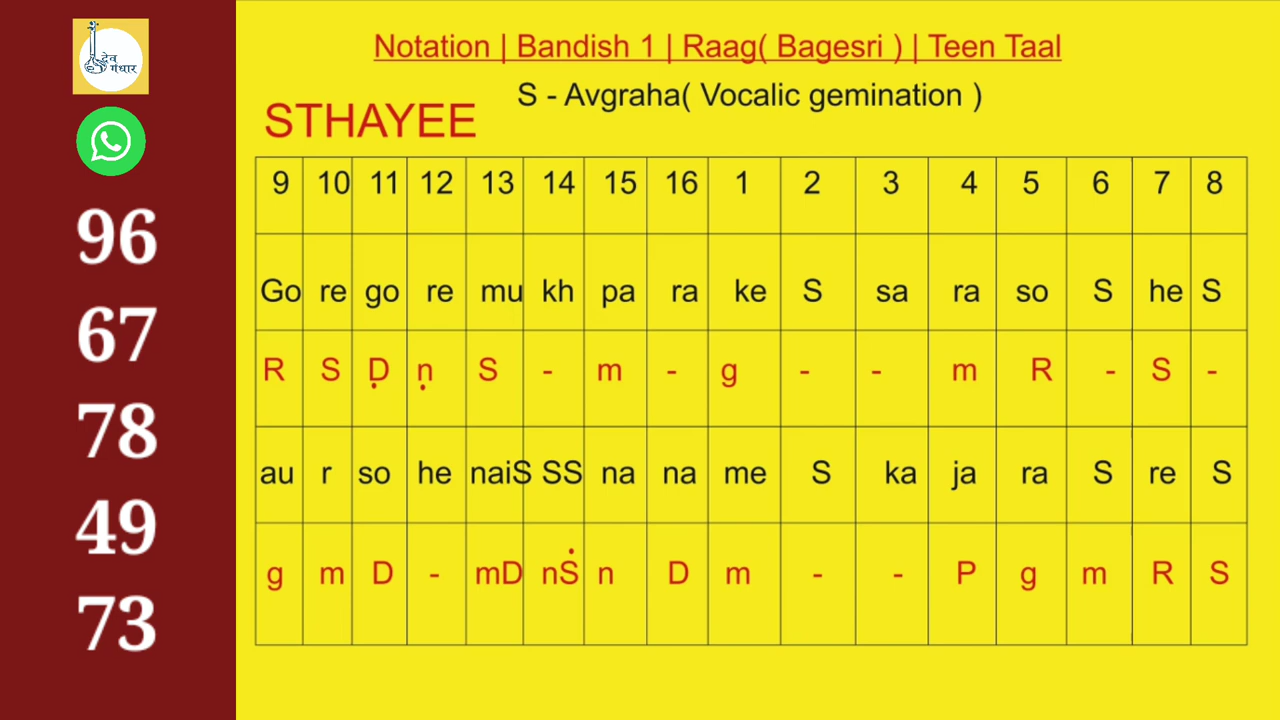 देव
गंधार
96
67
78
49
73
Notation | Bandish 1 | Raag( Bagesri ) | Teen Taal
S - Avgraha( Vocalic gemination )
STHAYEE
9 10 11 12 13 14 15 16 1 2 3 4 5 6 7 8
Go re go re mu kh pa ra ke S sa ra so S he S
R S Ḍ ṇ S - m - g - - m R - S -
au r so he naiS SS na na me S ka ja ra S re S
g m D - mD nṠ n D m - - P g m R S